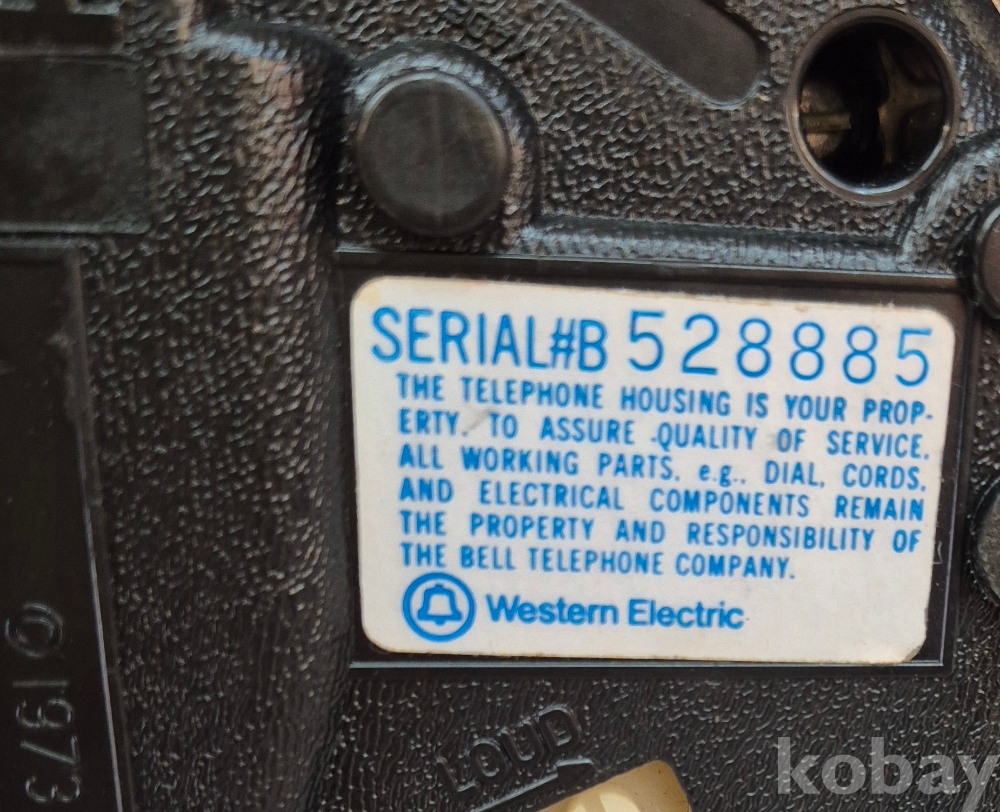 SERIAL#B 528885
THE TELEPHONE HOUSING IS YOUR PROP-
ERTY. TO ASSURE QUALITY OF SERVICE,
ALL WORKING PARTS, e.g., DIAL, CORDS,
AND ELECTRICAL COMPONENTS REMAIN
THE PROPERTY AND RESPONSIBILITY OF
THE BELL TELEPHONE COMPANY.
Western Electric
© 1973
LOUD
kobay